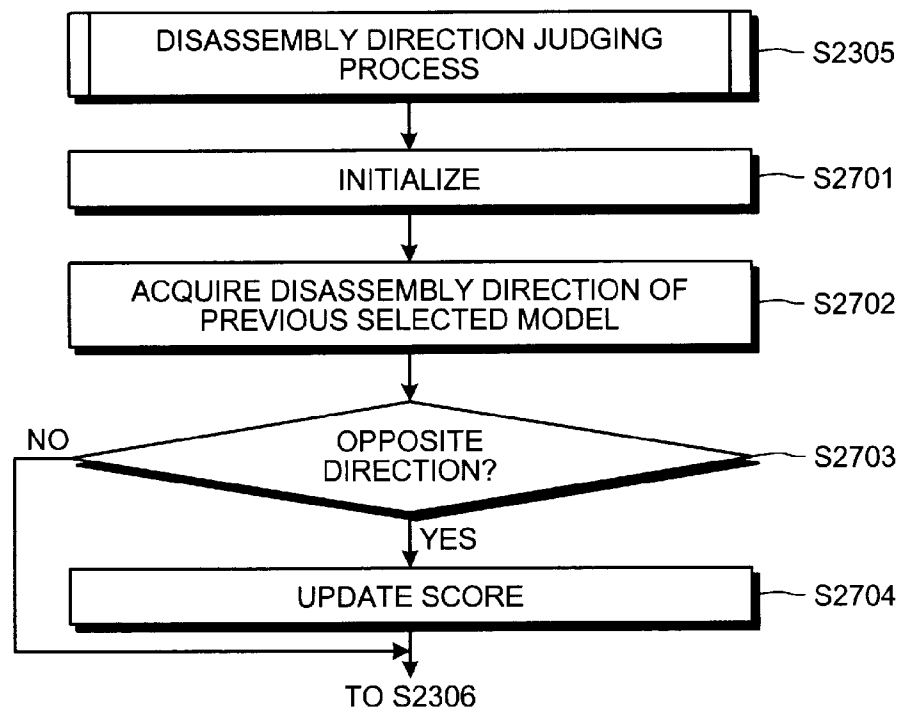 DISASSEMBLY DIRECTION JUDGING
PROCESS
S2305
INITIALIZE
S2701
ACQUIRE DISASSEMBLY DIRECTION OF
PREVIOUS SELECTED MODEL
S2702
NO
OPPOSITE
DIRECTION?
S2703
YES
UPDATE SCORE
S2704
TO S2306